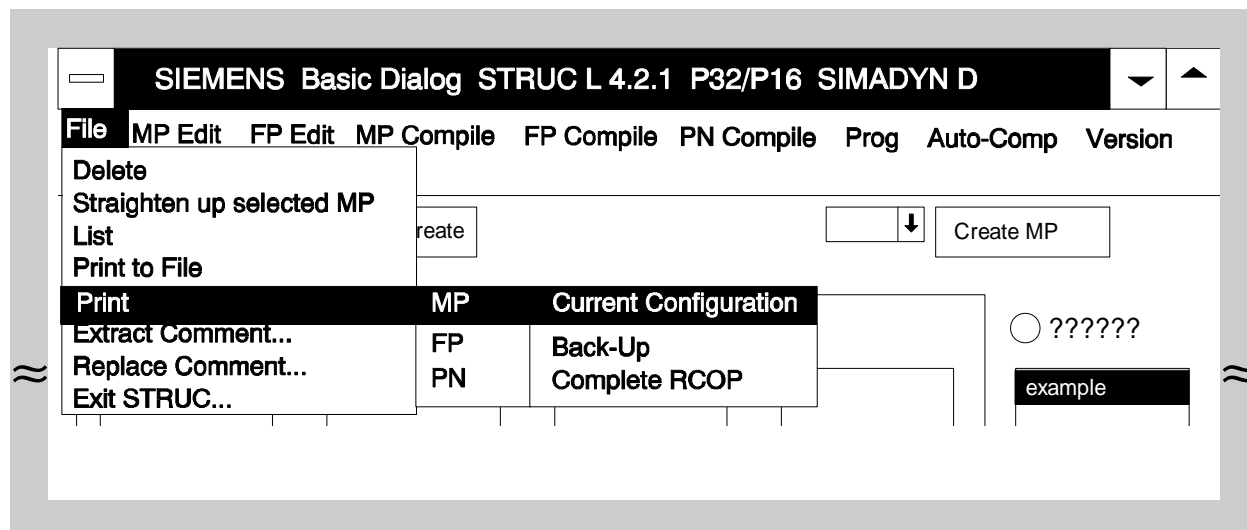 SIEMENS Basic Dialog STRUC L 4.2.1 P32/P16 SIMADYN D
File MP Edit FP Edit MP Compile FP Compile PN Compile Prog Auto-Comp Version
Delete
Straighten up selected MP
List
reate
Create MP
Print to File
Print MP Current Configuration
Extract Comment...
FP Back-Up
??????
Replace Comment...
PN Complete RCOP
example
Exit STRUC...